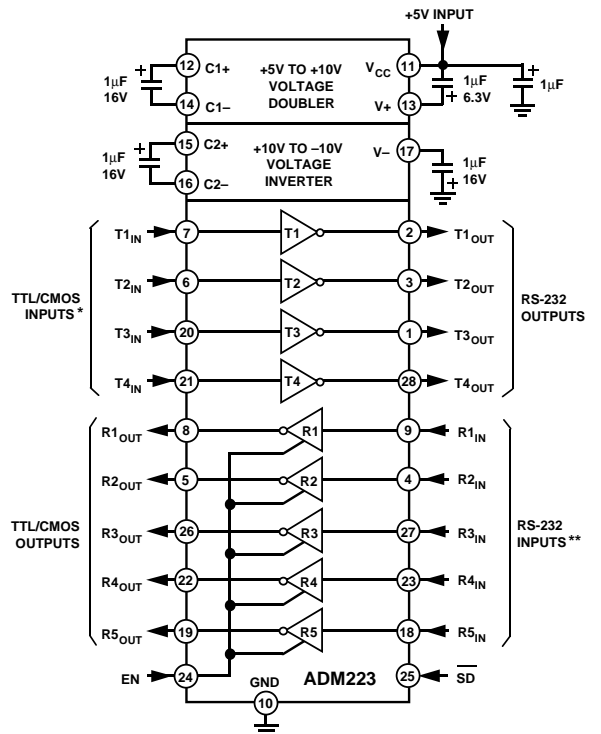 +5V INPUT
12 C1+ +5V TO +10V VOLTAGE DOUBLER VCC 11
1µF 16V
14 C1– V+ 13
1µF 6.3V
1µF
15 C2+ +10V TO –10V VOLTAGE INVERTER V– 17
1µF 16V
16 C2–
1µF 16V
TTL/CMOS INPUTS*
T1IN 7 T1 2 T1OUT
T2IN 6 T2 3 T2OUT
T3IN 20 T3 1 T3OUT
T4IN 21 T4 28 T4OUT
RS-232 OUTPUTS
TTL/CMOS OUTPUTS
R1OUT 8 R1 9 R1IN
R2OUT 5 R2 4 R2IN
R3OUT 26 R3 27 R3IN
R4OUT 22 R4 23 R4IN
R5OUT 19 R5 18 R5IN
RS-232 INPUTS**
EN 24 GND 10 ADM223 25 SD